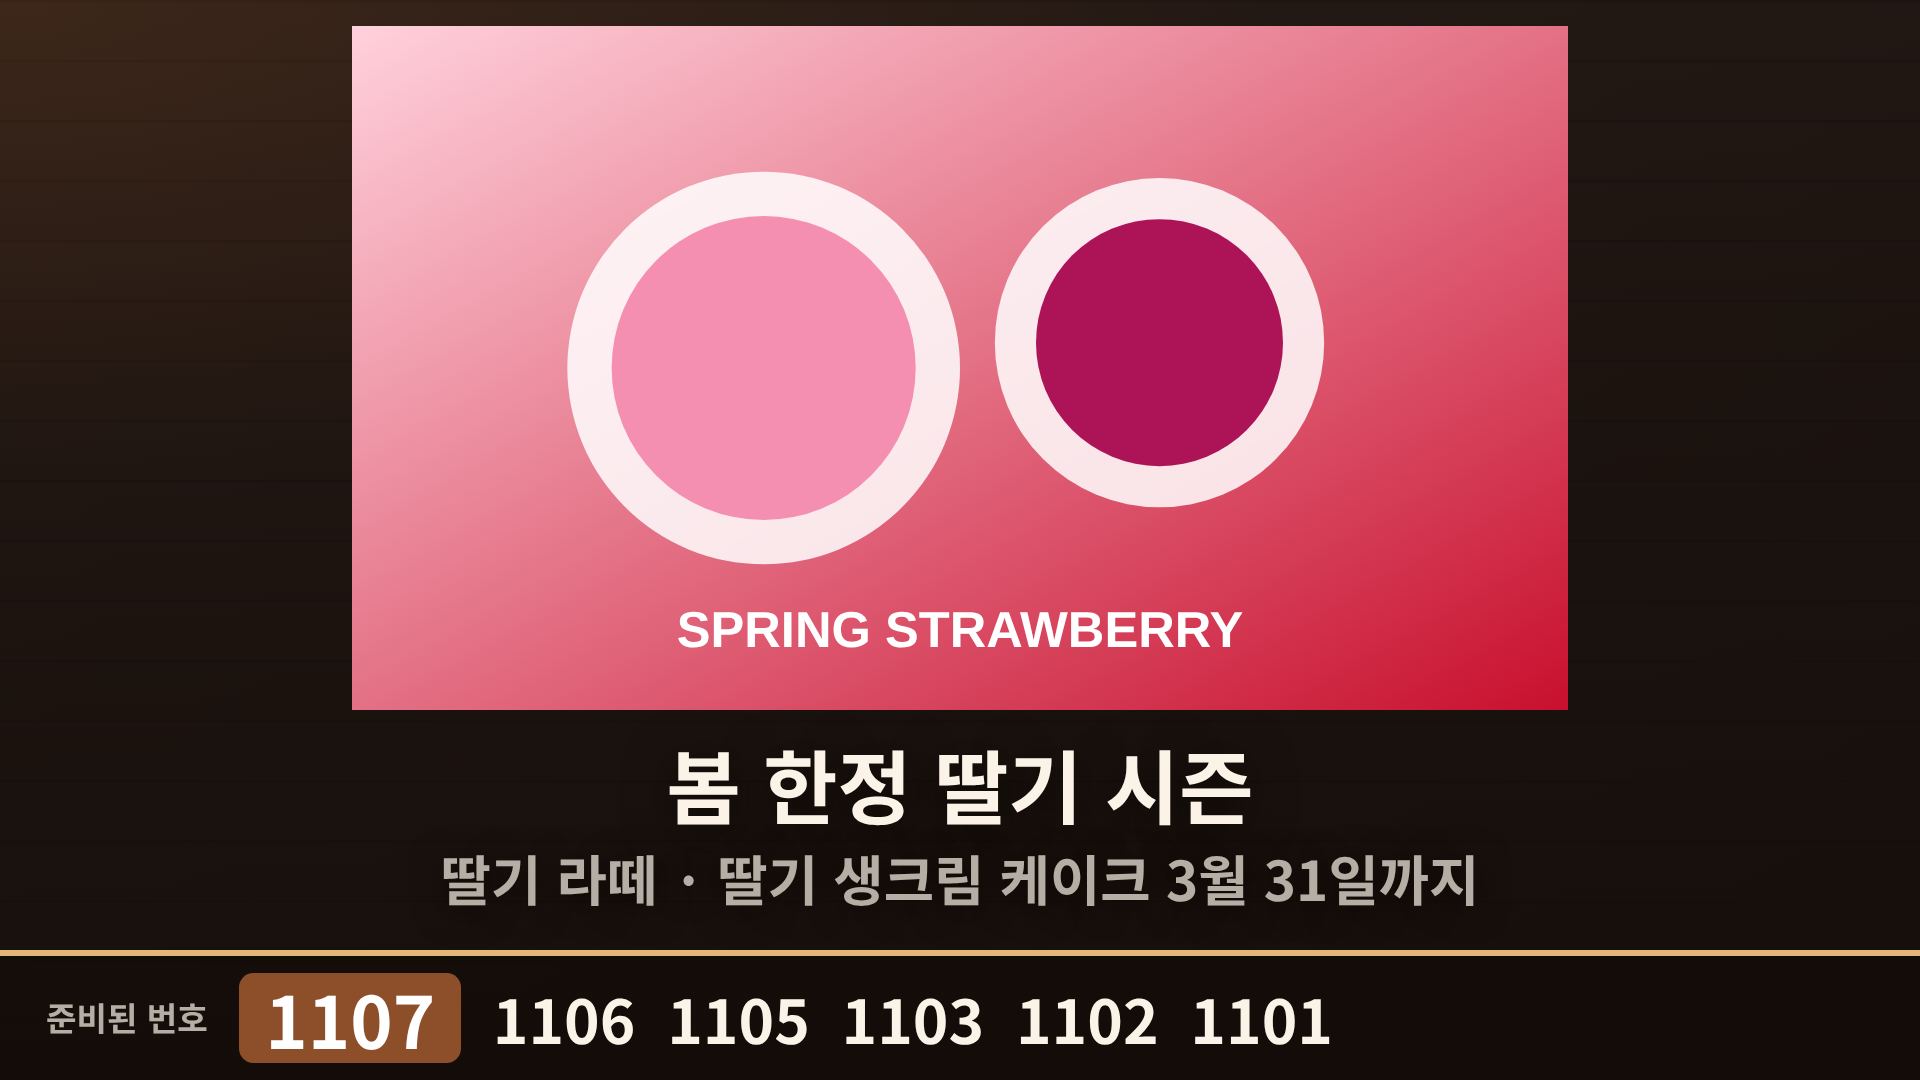 SPRING STRAWBERRY
봄 한정 딸기 시즌
딸기 라떼 · 딸기 생크림 케이크 3월 31일까지
준비된 번호 1107 1106 1105 1103 1102 1101